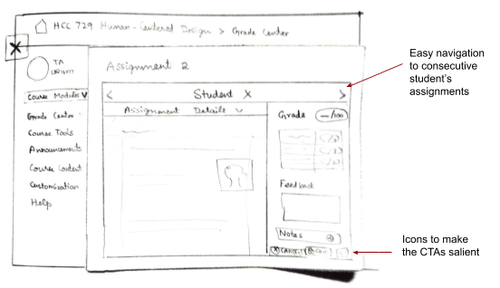 HCC 729 Human-Centered Design > Grade Center
X
TA
Course Modules V
Grade Center
Course Tools
Announcements
Course Content
Customization
Help
Assignment 2
< Student X >
Assignment Details v
Grade —/100
Feedback
Notes
CANCEL
Easy navigation
to consecutive
student's
assignments
Icons to make
the CTAs salient